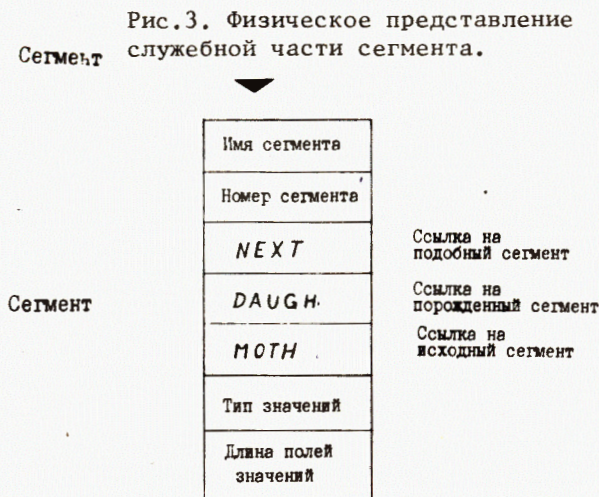 Рис.3. Физическое представление
Сегмент служебной части сегмента.
Имя сегмента
Номер сегмента
NEXT
Ссылка на
подобный сегмент
Сегмент
DAUGH.
Ссылка на
порожденный сегмент
MOTH
Ссылка на
исходный сегмент
Тип значений
Длина полей
значений